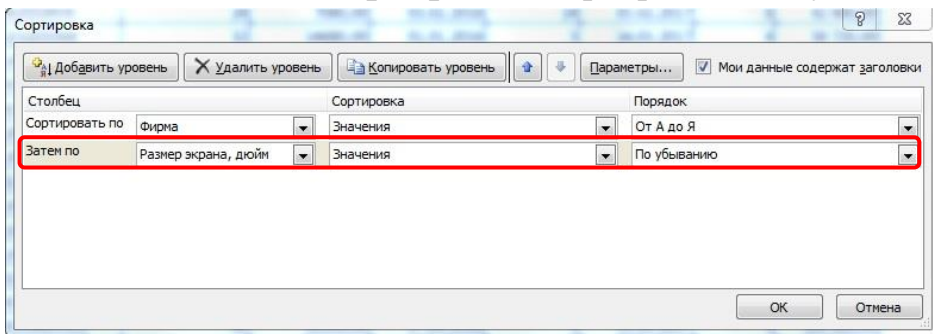 Сортировка
Добавить уровень Удалить уровень Копировать уровень Параметры... Мои данные содержат заголовки
Столбец Сортировка Порядок
Сортировать по Фирма Значения От А до Я
Затем по Размер экрана, дюйм Значения По убыванию
ОК Отмена